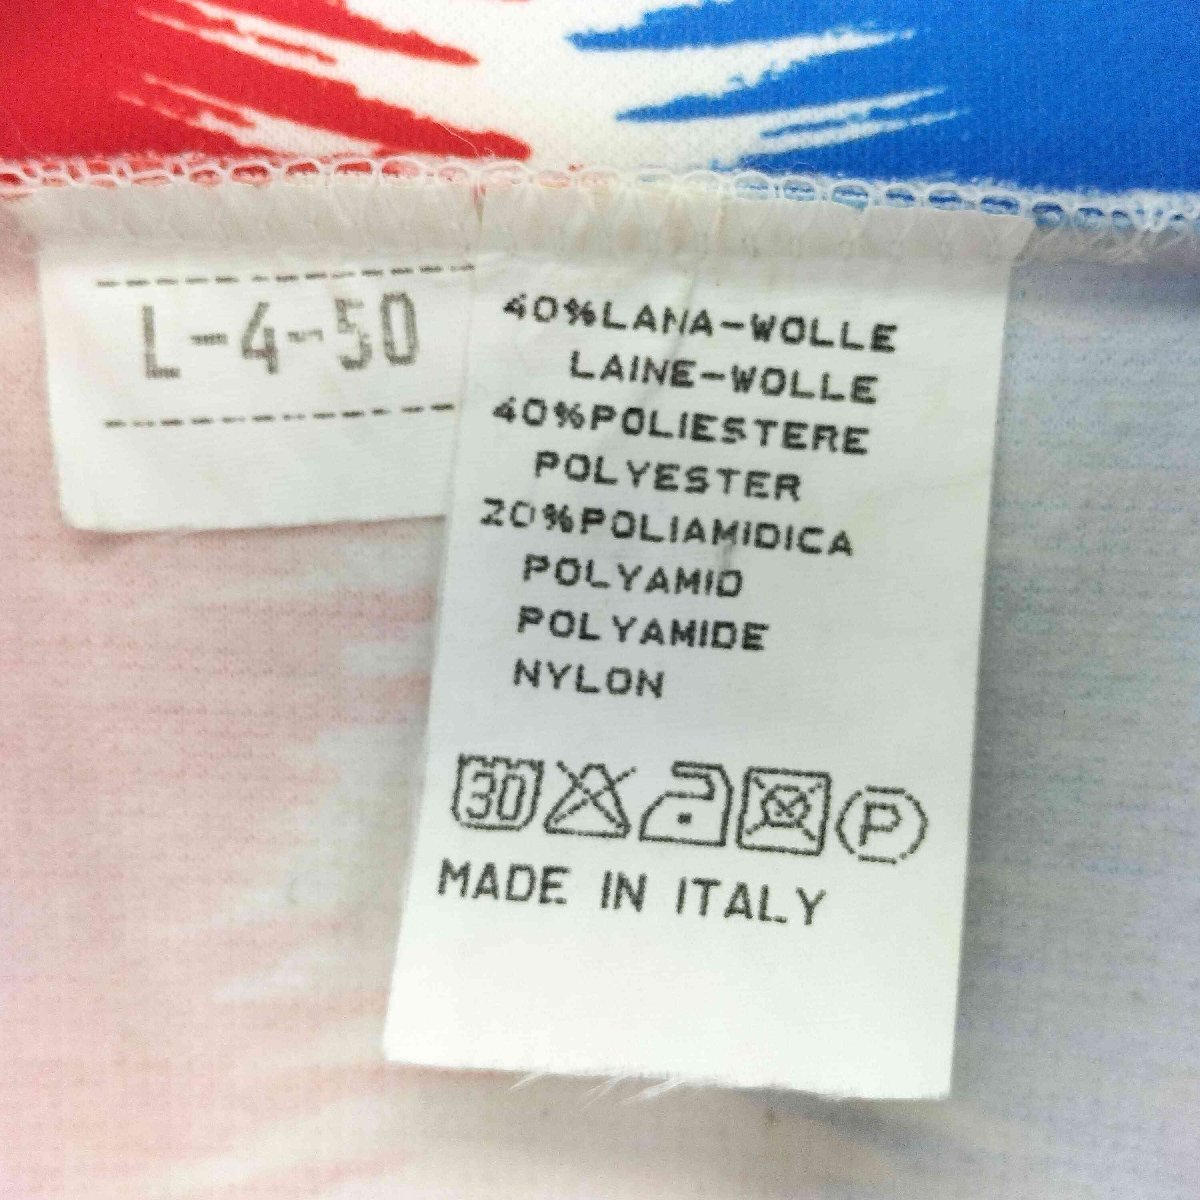 L-4-50
40%LANA-WOLLE
LAINE-WOLLE
40%POLIESTERE
POLYESTER
20%POLIAMIDICA
POLYAMID
POLYAMIDE
NYLON
30 P
MADE IN ITALY